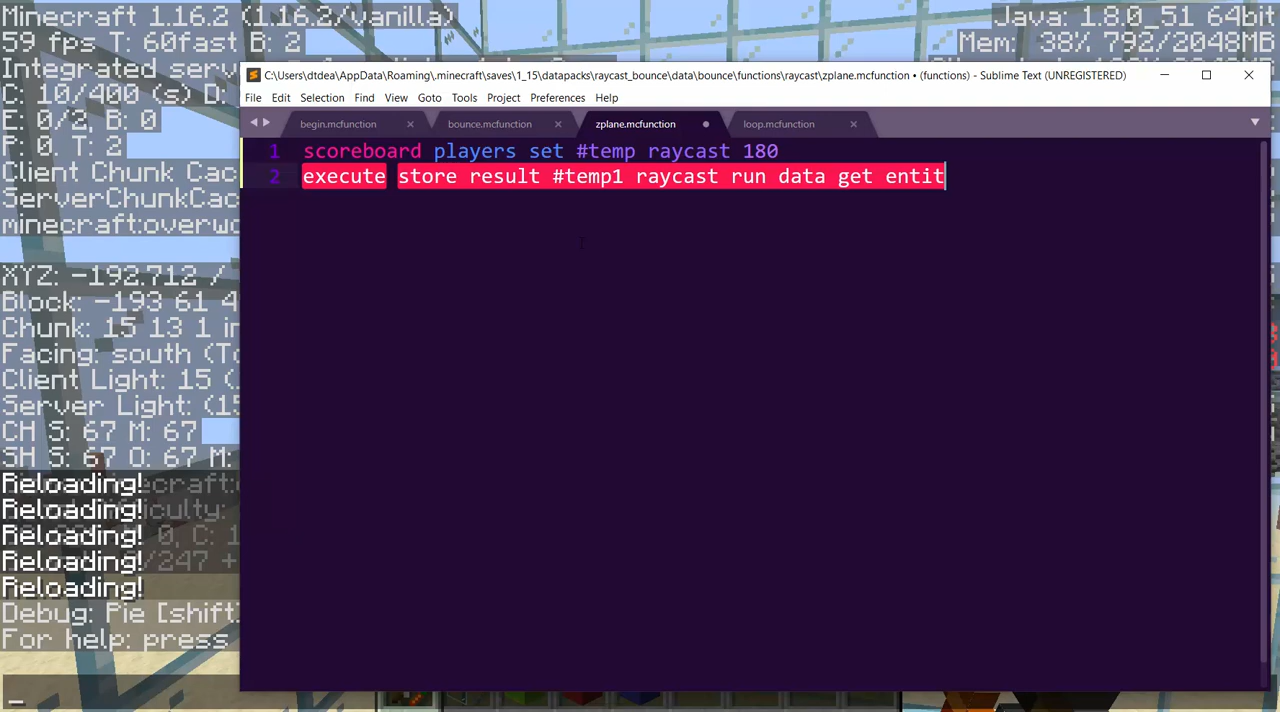 Minecraft 1.16.2 (1.16.2/vanilla)
59 fps T: 60fast B: 2
Integrated serv
C: 10/400 (s) D:
E: 0/2, B: 0
P: 0. T: 2
Client Chunk Cac
ServerChunkCac
minecraft:overwo
XYZ: -192.712 /
Block: -193 61 4
Chunk: 15 13 1 in
Facing: south (To
Client Light: 15 (
Server Light: (15
CH S: 67 M: 67
SH S: 67 O: 67 M:
Reloading!
Reloading!
Reloading!
Reloading!
Reloading!
Debug: Pie [shift
For help: press
Java: 1.8.0_51 64bit
Mem: 38% 792/2048MB
C:\Users\dtdea\AppData\Roaming\.minecraft\saves\1_15\datapacks\raycast_bounce\data\bounce\functions\raycast\zplane.mcfunction • (functions) - Sublime Text (UNREGISTERED)
File Edit Selection Find View Goto Tools Project Preferences Help
begin.mcfunction bounce.mcfunction zplane.mcfunction loop.mcfunction
1 scoreboard players set #temp raycast 180
2 execute store result #temp1 raycast run data get entit